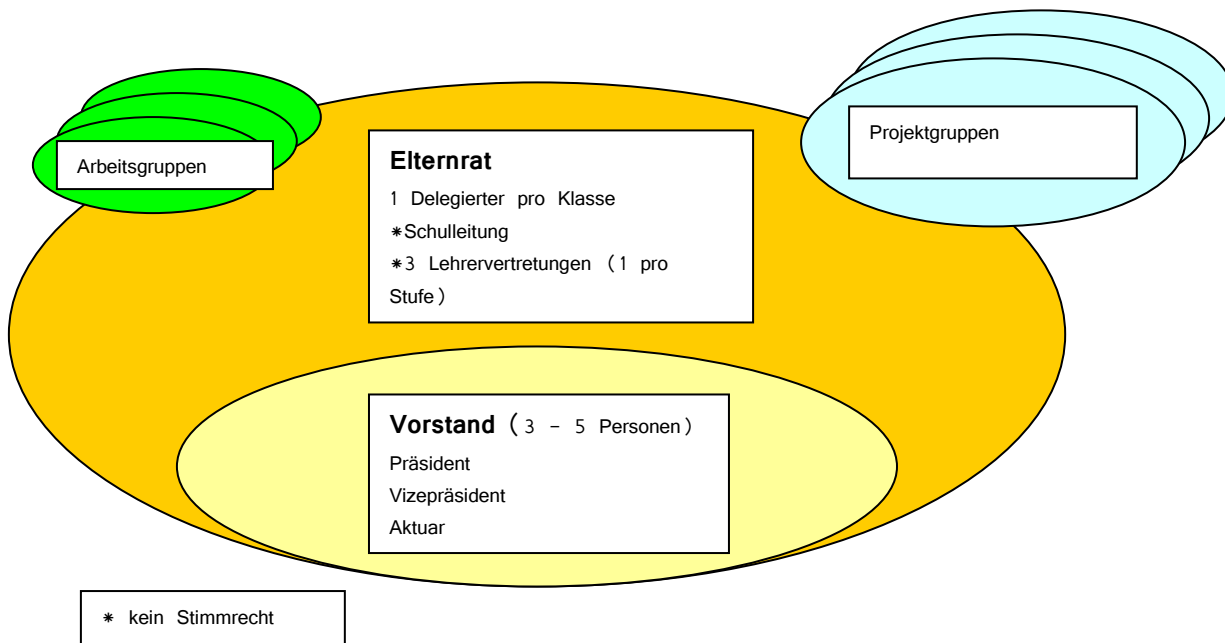 Arbeitsgruppen
Projektgruppen
Elternrat
1 Delegierter pro Klasse
*Schulleitung
*3 Lehrervertretungen (1 pro
Stufe)
Vorstand (3 - 5 Personen)
Präsident
Vizepräsident
Aktuar
* kein Stimmrecht